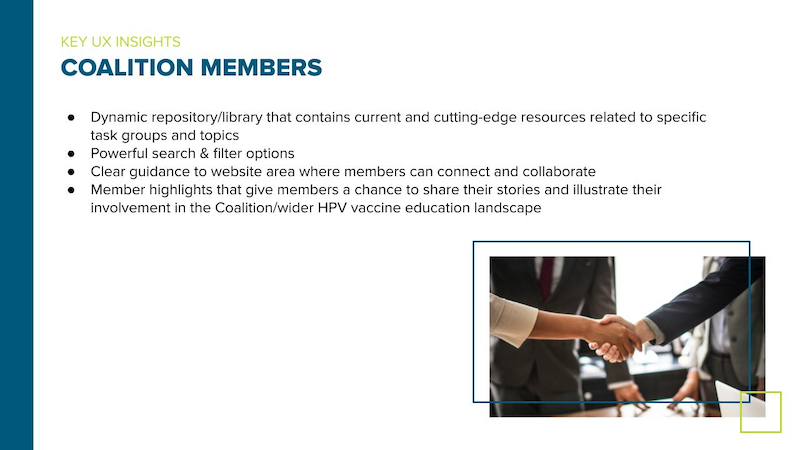 KEY UX INSIGHTS
COALITION MEMBERS
● Dynamic repository/library that contains current and cutting-edge resources related to specific
task groups and topics
● Powerful search & filter options
● Clear guidance to website area where members can connect and collaborate
● Member highlights that give members a chance to share their stories and illustrate their
involvement in the Coalition/wider HPV vaccine education landscape